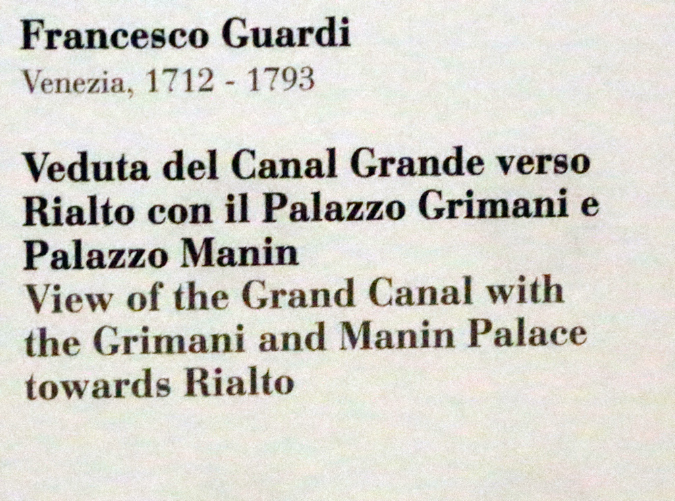 Francesco Guardi
Venezia, 1712 - 1793
Veduta del Canal Grande verso
Rialto con il Palazzo Grimani e
Palazzo Manin
View of the Grand Canal with
the Grimani and Manin Palace
towards Rialto